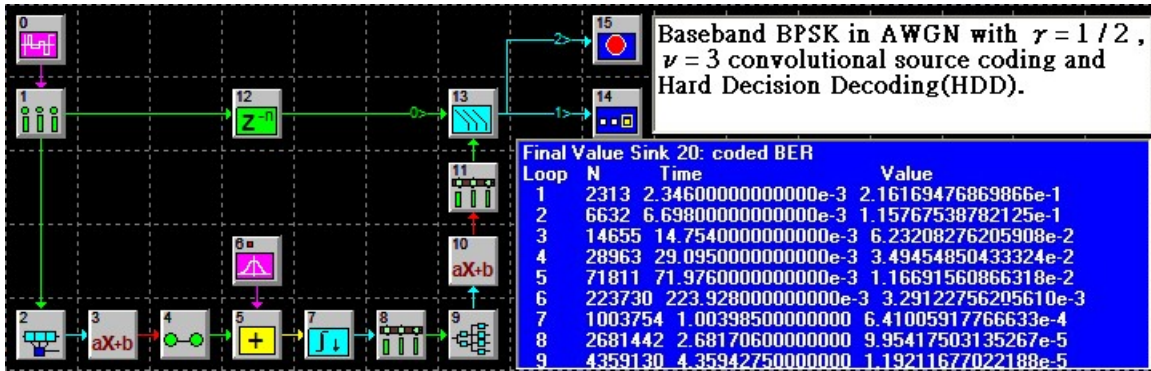 0
15
Baseband BPSK in AWGN with r = 1 / 2 ,
ν = 3 convolutional source coding and
Hard Decision Decoding(HDD).
2
1
12
Z⁻ⁿ
0
13
1
14
Final Value Sink 20: coded BER
Loop N Time Value
1 2313 2.34600000000000e-3 2.16169476869866e-1
2 6632 6.69800000000000e-3 1.15767538782125e-1
3 14655 14.7540000000000e-3 6.23208276205908e-2
4 28963 29.0950000000000e-3 3.49454850433324e-2
5 71811 71.9760000000000e-3 1.16691560866318e-2
6 223730 223.928000000000e-3 3.29122756205610e-3
7 1003754 1.00398500000000 6.41005917766633e-4
8 2681442 2.68170600000000 9.95417503135267e-5
9 4359130 4.35942750000000 1.19211677022188e-5
11
6
10
aX+b
2
3
aX+b
4
5
+
7
8
9